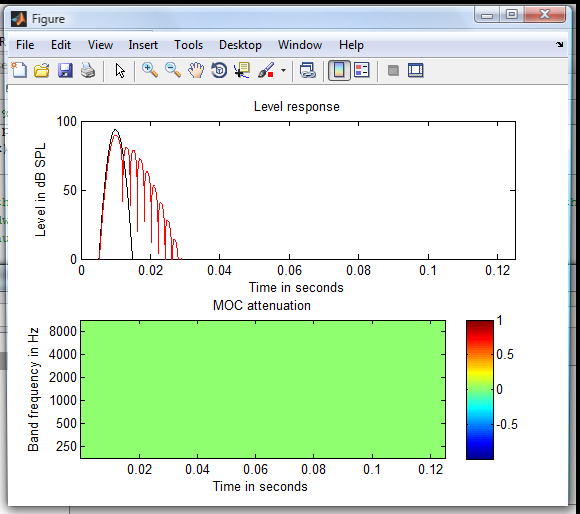 Figure
File Edit View Insert Tools Desktop Window Help
Level response
Level in dB SPL
100
50
0
0 0.02 0.04 0.06 0.08 0.1 0.12
Time in seconds
MOC attenuation
Band frequency in Hz
8000
4000
2000
1000
500
250
0.02 0.04 0.06 0.08 0.1 0.12
Time in seconds
1
0.5
0
-0.5